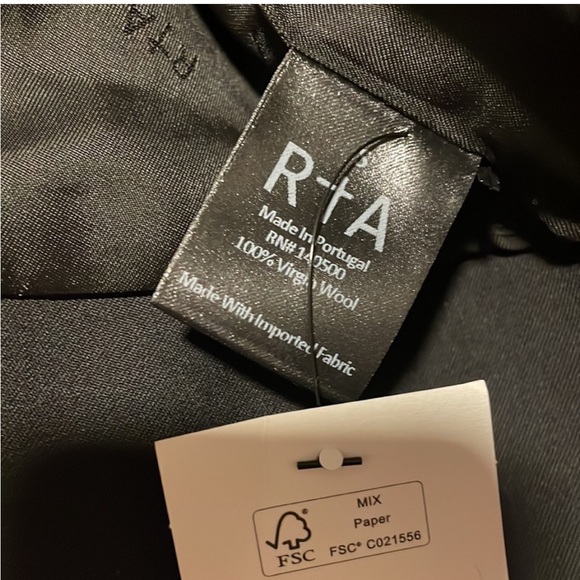 R†A
S
R†A
Made In Portugal
RN# 140500
100% Virgin Wool
Made With Imported Fabric
MIX
Paper
FSC® C021556
FSC